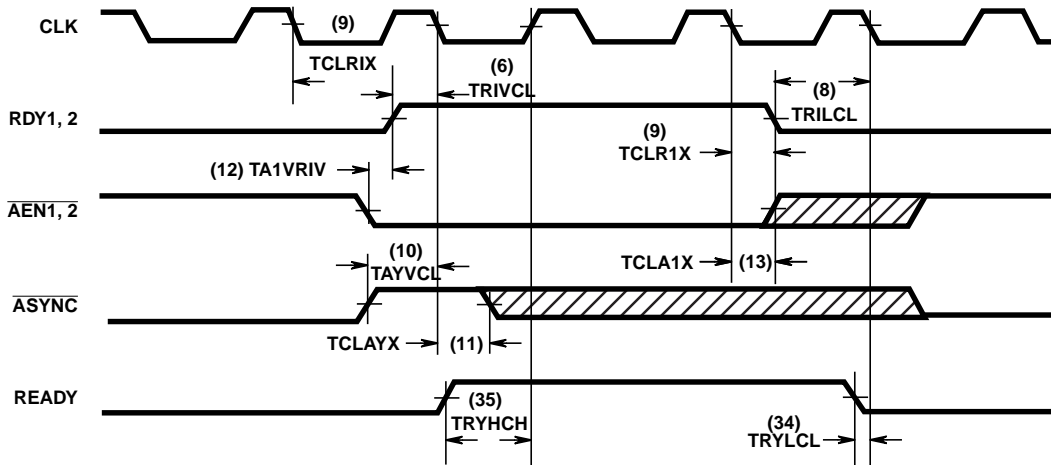 CLK
(9)
TCLRIX
(6)
TRIVCL
(8)
TRILCL
RDY1, 2
(9)
TCLR1X
(12) TA1VRIV
AEN1, 2
(10)
TAYVCL
TCLA1X (13)
ASYNC
TCLAYX (11)
READY
(35)
TRYHCH
(34)
TRYLCL